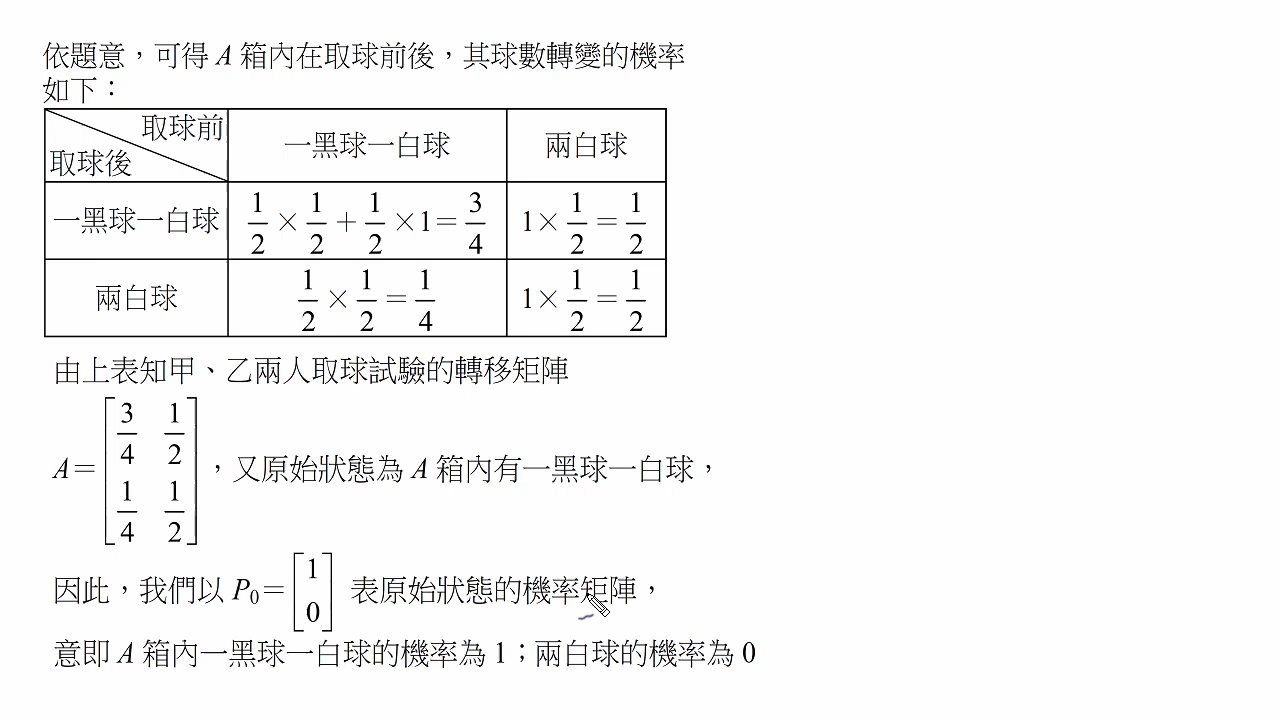 依題意，可得 A 箱內在取球前後，其球數轉變的機率
如下：
取球前
取球後
一黑球一白球
兩白球
一黑球一白球
1/2 × 1/2 + 1/2 × 1 = 3/4
1 × 1/2 = 1/2
兩白球
1/2 × 1/2 = 1/4
1 × 1/2 = 1/2
由上表知甲、乙兩人取球試驗的轉移矩陣
A = [3/4 1/2; 1/4 1/2]，又原始狀態為 A 箱內有一黑球一白球，
因此，我們以 P₀ = [1; 0] 表原始狀態的機率矩陣，
意即 A 箱內一黑球一白球的機率為 1；兩白球的機率為 0